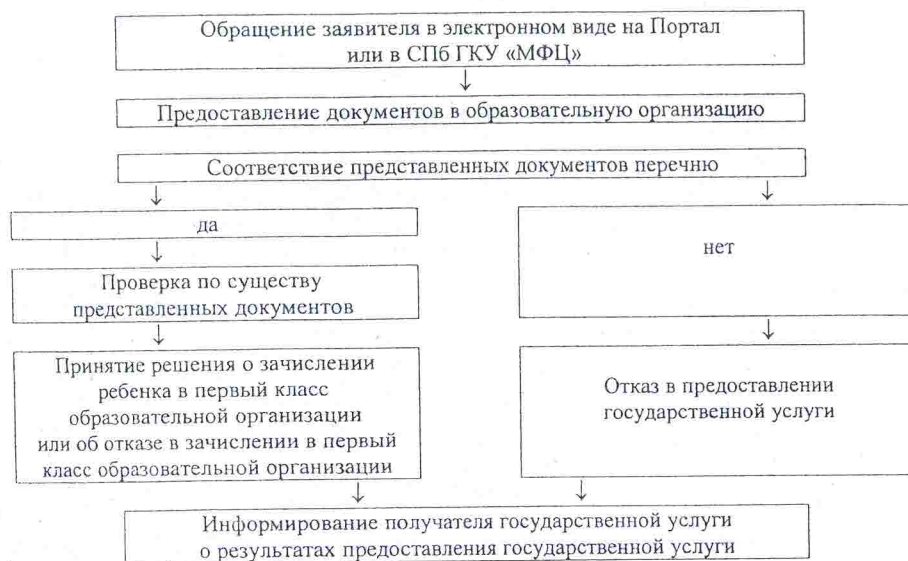 Обращение заявителя в электронном виде на Портал
или в СПб ГКУ «МФЦ»
Предоставление документов в образовательную организацию
Соответствие представленных документов перечню
да
нет
Проверка по существу
представленных документов
Принятие решения о зачислении
ребенка в первый класс
образовательной организации
или об отказе в зачислении в первый
класс образовательной организации
Отказ в предоставлении
государственной услуги
Информирование получателя государственной услуги
о результатах предоставления государственной услуги